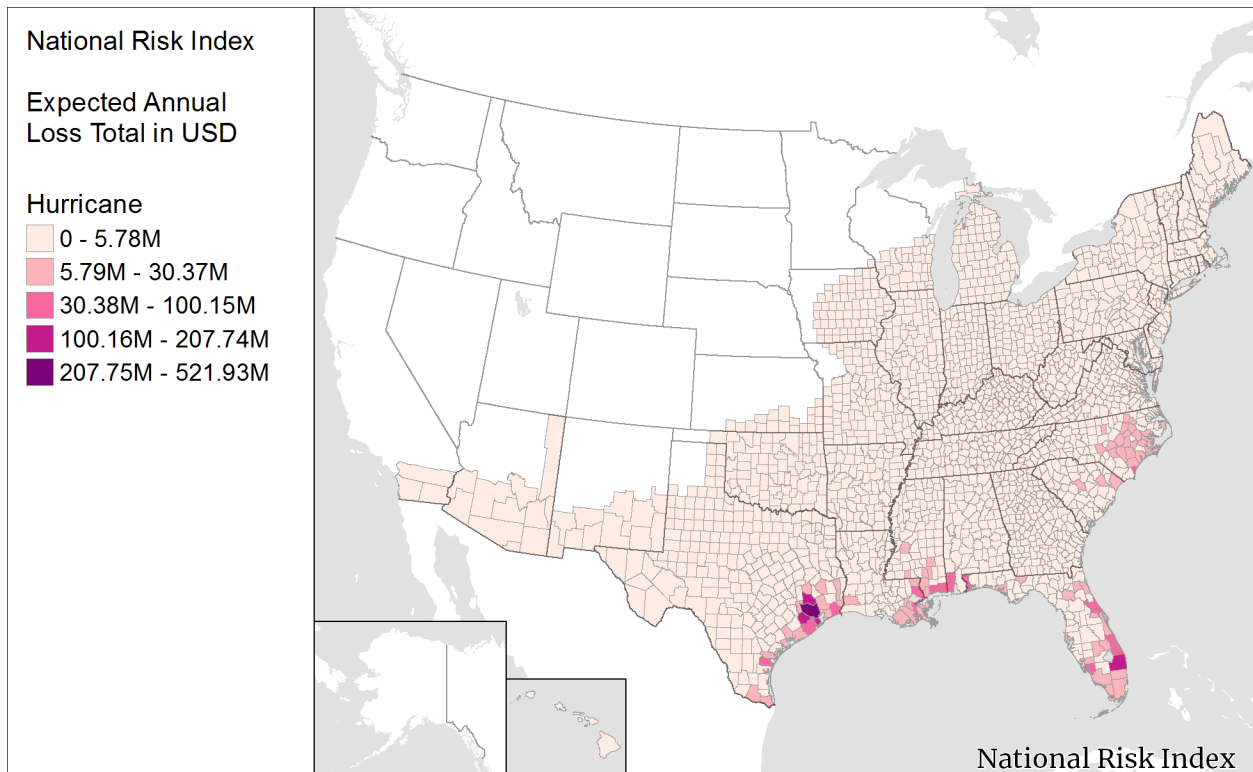 National Risk Index
Expected Annual
Loss Total in USD
Hurricane
0 - 5.78M
5.79M - 30.37M
30.38M - 100.15M
100.16M - 207.74M
207.75M - 521.93M
National Risk Index